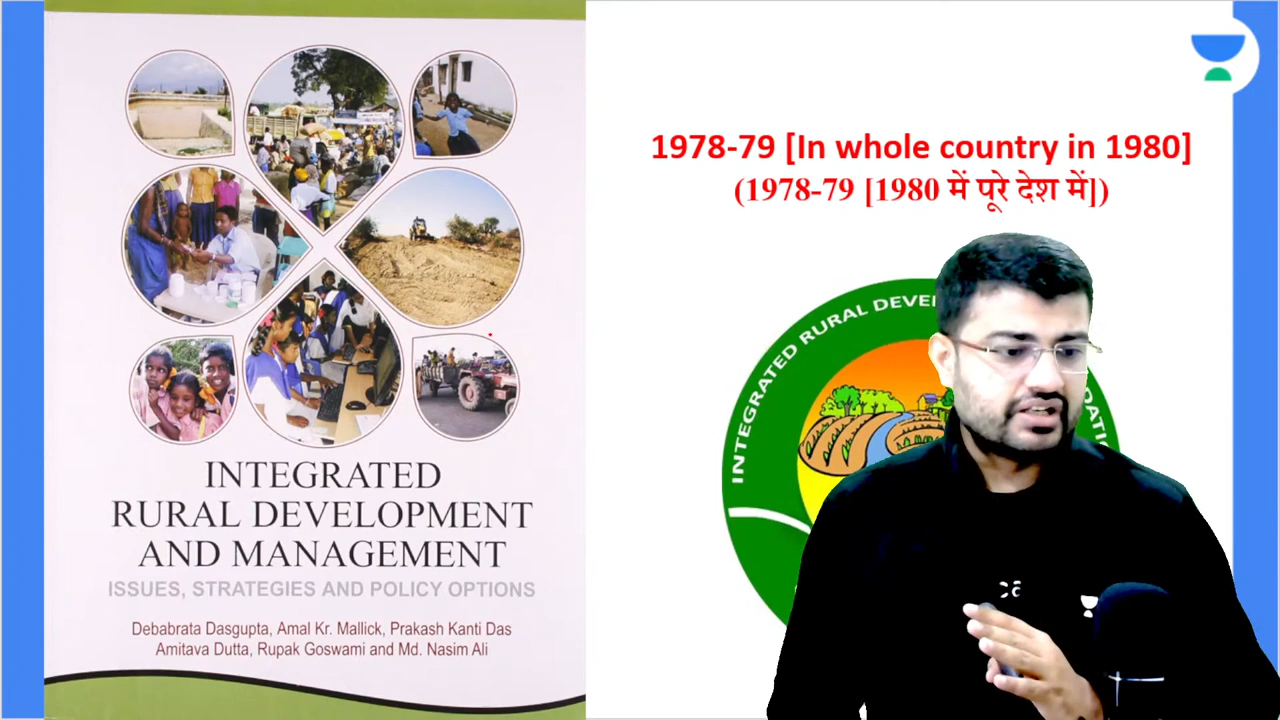 INTEGRATED
RURAL DEVELOPMENT
AND MANAGEMENT
ISSUES, STRATEGIES AND POLICY OPTIONS
Debabrata Dasgupta, Amal Kr. Mallick, Prakash Kanti Das
Amitava Dutta, Rupak Goswami and Md. Nasim Ali
1978-79 [In whole country in 1980]
(1978-79 [1980 में पूरे देश में])
INTEGRATED RURAL